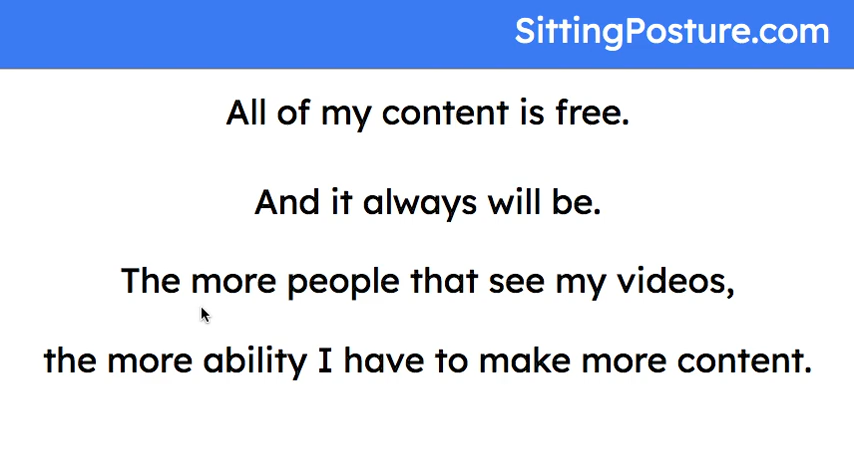 SittingPosture.com
All of my content is free.
And it always will be.
The more people that see my videos,
the more ability I have to make more content.